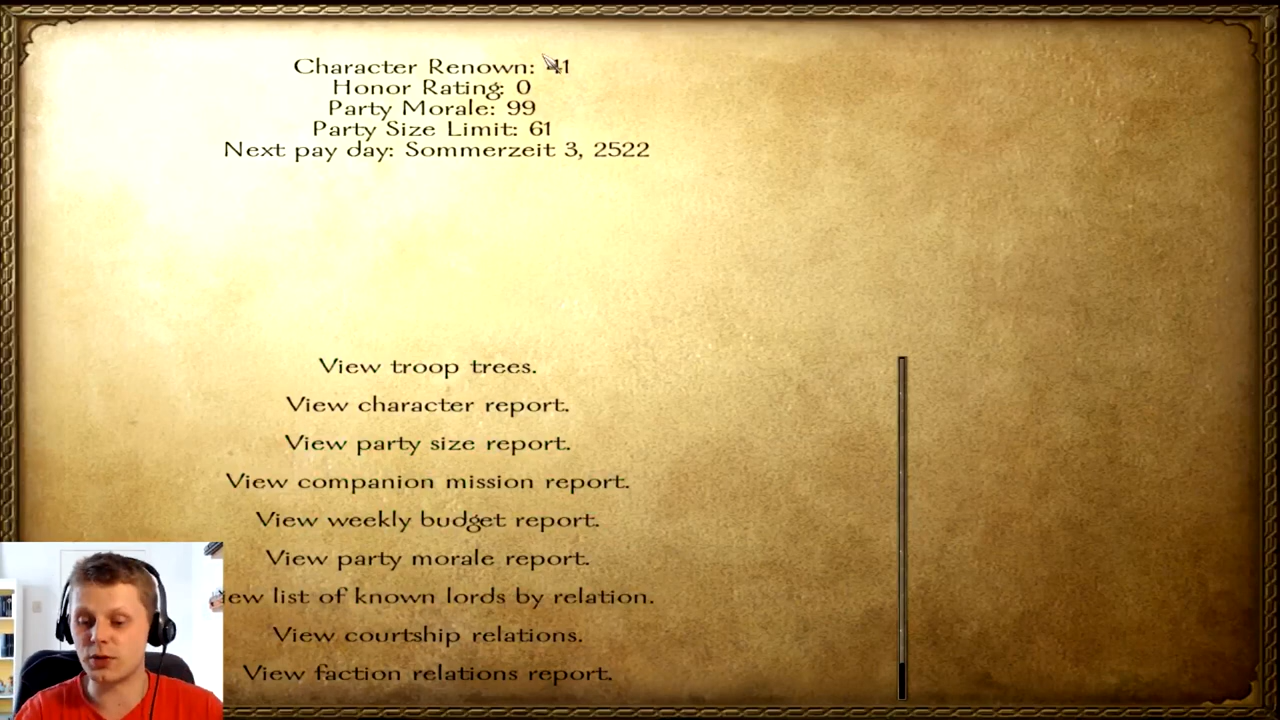 Character Renown: 41
Honor Rating: 0
Party Morale: 99
Party Size Limit: 61
Next pay day: Sommerzeit 3, 2522
View troop trees.
View character report.
View party size report.
View companion mission report.
View weekly budget report.
View party morale report.
iew list of known lords by relation.
View courtship relations.
View faction relations report.